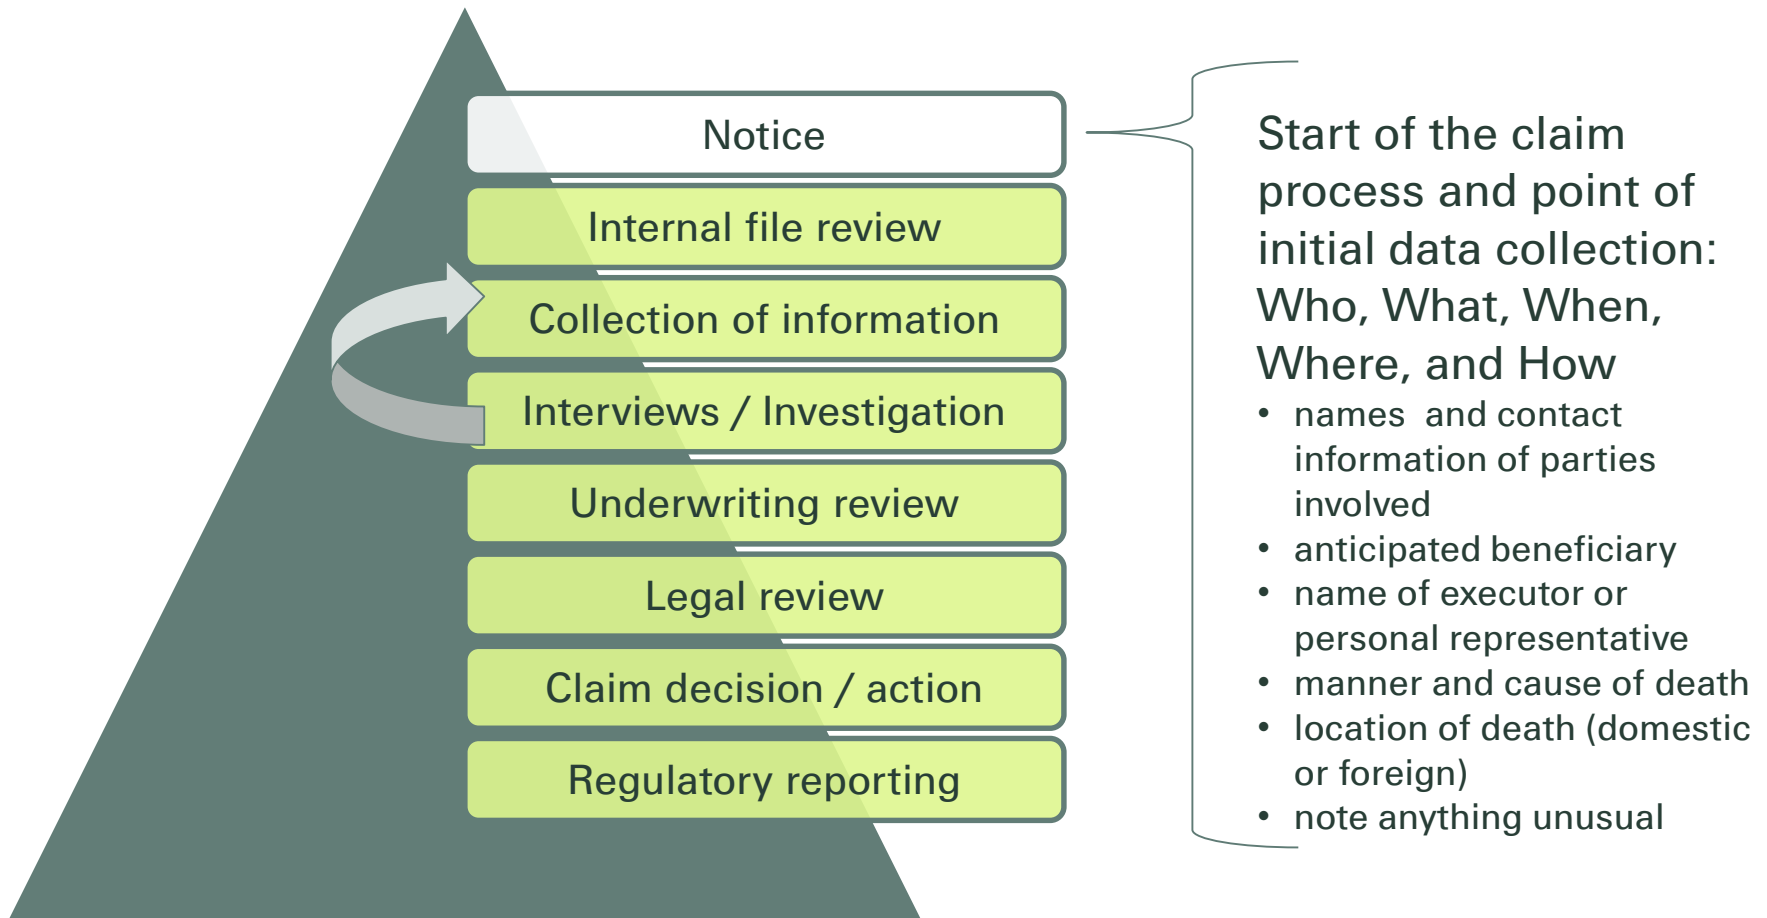 Notice
Internal file review
Collection of information
Interviews / Investigation
Underwriting review
Legal review
Claim decision / action
Regulatory reporting
Start of the claim
process and point of
initial data collection:
Who, What, When,
Where, and How
• names  and contact
information of parties
involved
• anticipated beneficiary
• name of executor or
personal representative
• manner and cause of death
• location of death (domestic
or foreign)
• note anything unusual